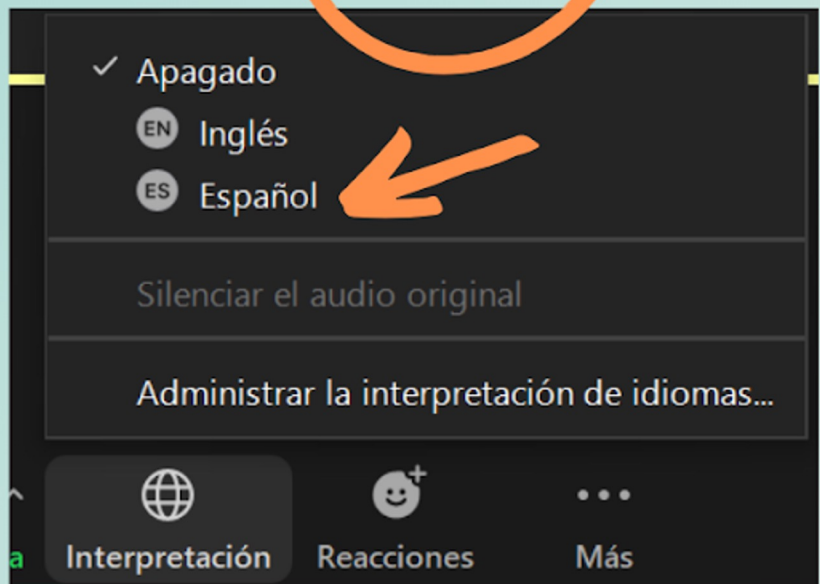 Apagado
EN Inglés
ES Español
Silenciar el audio original
Administrar la interpretación de idiomas...
a Interpretación Reacciones Más